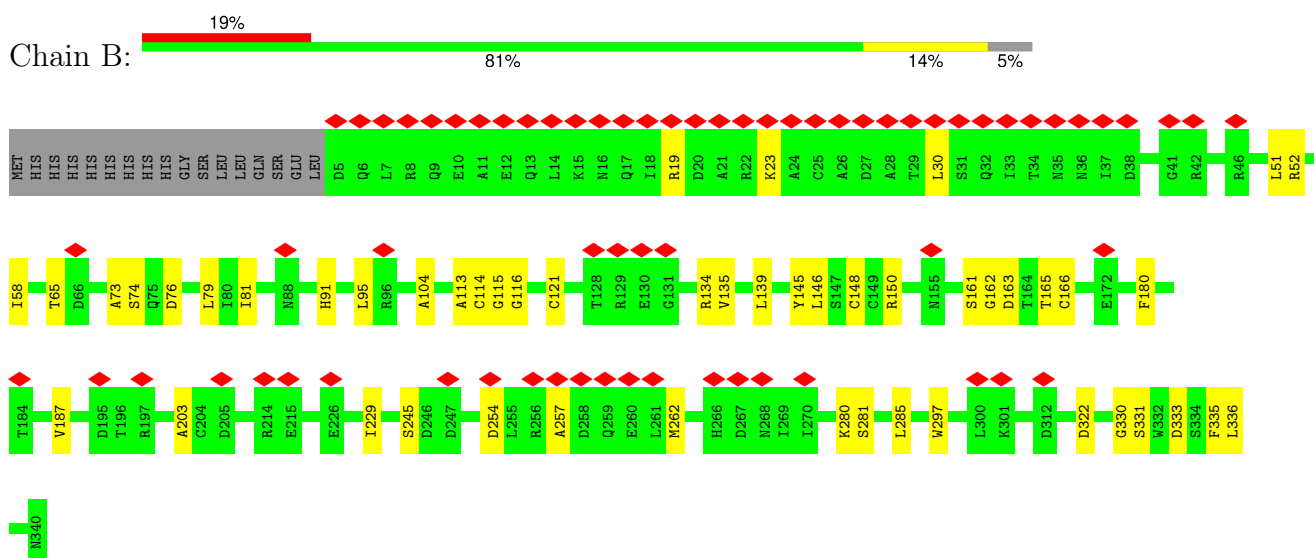 19%
Chain B:
81% 14% 5%
MET HIS HIS HIS HIS HIS HIS HIS HIS HIS HIS GLY SER LEU LEU GLN SER GLU LEU D5 Q6 L7 R8 Q9 E10 A11 E12 Q13 L14 K15 N16 Q17 I18 R19 D20 A21 R22 K23 A24 C25 A26 D27 A28 T29 L30 S31 Q32 I33 T34 N35 N36 I37 D38 G41 R42 R46 L51 R52
I58 T65 D66 A73 S74 Q75 D76 L79 I80 I81 N88 H91 L95 R96 A104 A113 C114 G115 G116 C121 T128 R129 E130 G131 R134 V135 L139 Y145 L146 S147 C148 C149 R150 N155 S161 G162 D163 T164 T165 C166 E172 F180
T184 V187 D195 T196 R197 A203 C204 D205 R214 E215 E226 I229 S245 D246 D247 D254 L255 R256 A257 D258 Q259 E260 L261 M262 H266 D267 N268 I269 I270 K280 S281 L285 W297 L300 K301 D312 D322 G330 S331 W332 D333 S334 F335 L336
N340